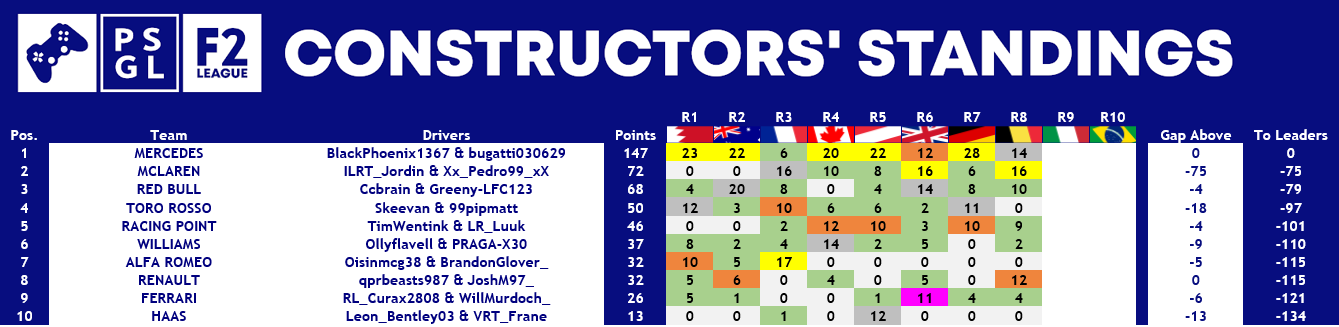 PS
GL
F2
LEAGUE
CONSTRUCTORS' STANDINGS
R1 R2 R3 R4 R5 R6 R7 R8 R9 R10
Pos. Team Drivers Points Gap Above To Leaders
1 MERCEDES BlackPhoenix1367 & bugatti030629 147 23 22 6 20 22 12 28 14 0 0
2 MCLAREN ILRT_Jordin & Xx_Pedro99_xX 72 0 0 16 10 8 16 6 16 -75 -75
3 RED BULL Ccbrain & Greeny-LFC123 68 4 20 8 0 4 14 8 10 -4 -79
4 TORO ROSSO Skeevan & 99pipmatt 50 12 3 10 6 6 2 11 0 -18 -97
5 RACING POINT TimWentink & LR_Luuk 46 0 0 2 12 10 3 10 9 -4 -101
6 WILLIAMS Ollyflavell & PRAGA-X30 37 8 2 4 14 2 5 0 2 -9 -110
7 ALFA ROMEO Oisinmcg38 & BrandonGlover_ 32 10 5 17 0 0 0 0 0 -5 -115
8 RENAULT qprbeasts987 & JoshM97_ 32 5 6 0 4 0 5 0 12 0 -115
9 FERRARI RL_Curax2808 & WillMurdoch_ 26 5 1 0 0 1 11 4 4 -6 -121
10 HAAS Leon_Bentley03 & VRT_Frane 13 0 0 1 0 12 0 0 0 -13 -134